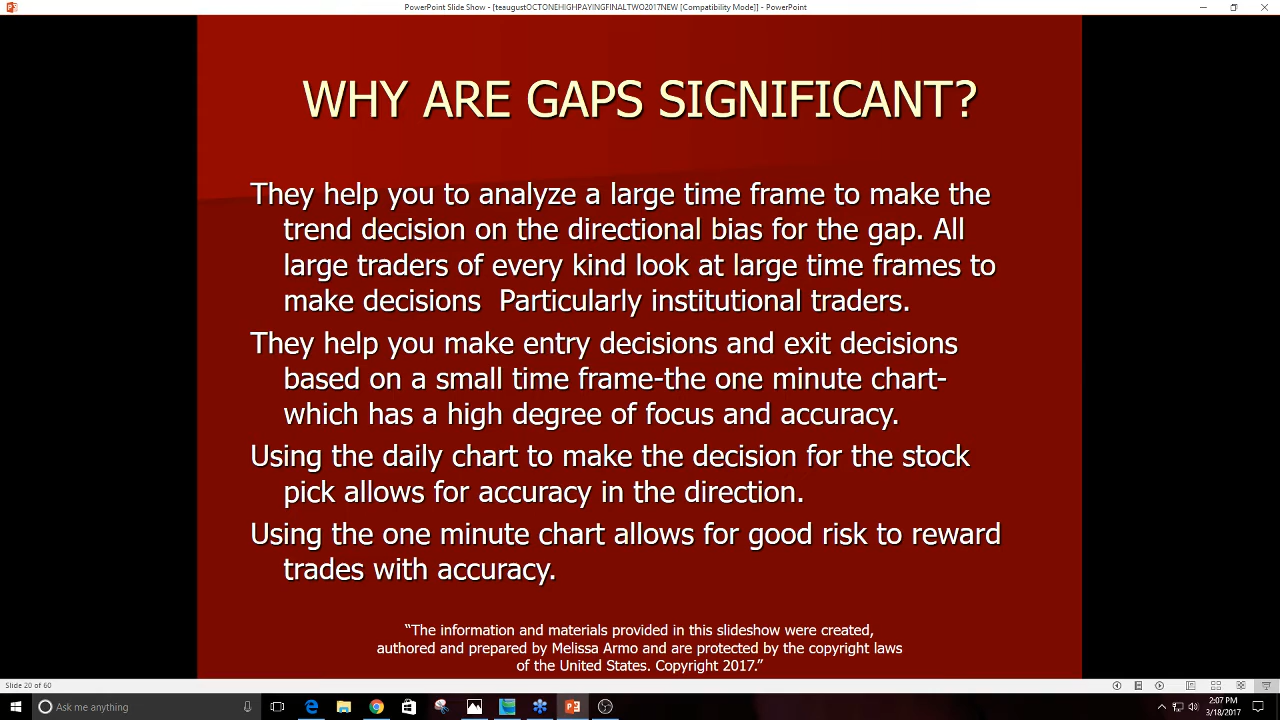 PowerPoint Slide Show - [teaugustOCTONEHIGHPAYINGFINALTWO2017NEW [Compatibility Mode]] - PowerPoint
WHY ARE GAPS SIGNIFICANT?
They help you to analyze a large time frame to make the
trend decision on the directional bias for the gap. All
large traders of every kind look at large time frames to
make decisions  Particularly institutional traders.
They help you make entry decisions and exit decisions
based on a small time frame-the one minute chart-
which has a high degree of focus and accuracy.
Using the daily chart to make the decision for the stock
pick allows for accuracy in the direction.
Using the one minute chart allows for good risk to reward
trades with accuracy.
“The information and materials provided in this slideshow were created,
authored and prepared by Melissa Armo and are protected by the copyright laws
of the United States. Copyright 2017.”
Slide 20 of 60
Ask me anything
2:07 PM
3/18/2017